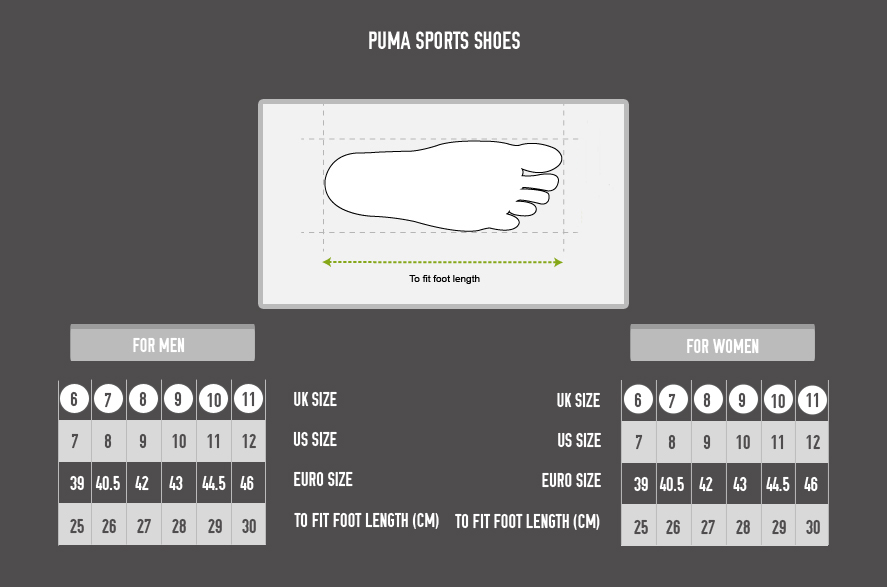 PUMA SPORTS SHOES
To fit foot length
FOR MEN
6 7 8 9 10 11 UK SIZE
7 8 9 10 11 12 US SIZE
39 40.5 42 43 44.5 46 EURO SIZE
25 26 27 28 29 30 TO FIT FOOT LENGTH (CM)
FOR WOMEN
UK SIZE 6 7 8 9 10 11
US SIZE 7 8 9 10 11 12
EURO SIZE 39 40.5 42 43 44.5 46
TO FIT FOOT LENGTH (CM) 25 26 27 28 29 30